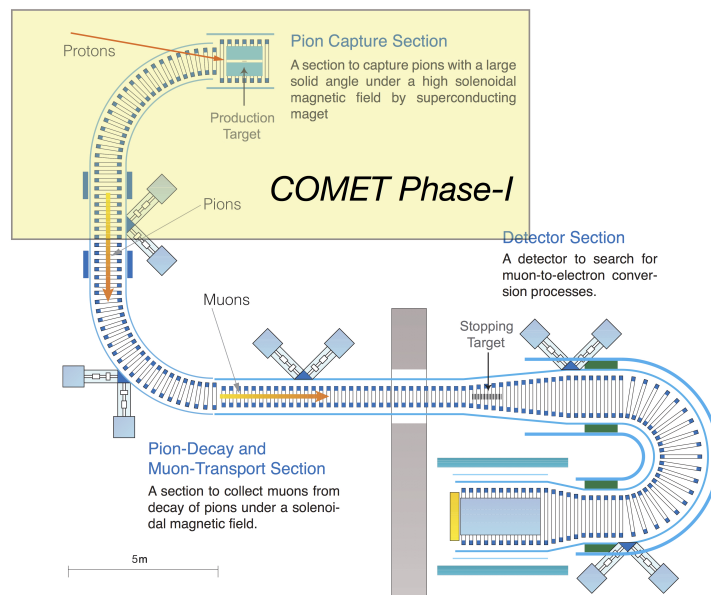 Protons
Pion Capture Section
A section to capture pions with a large
solid angle under a high solenoidal
magnetic field by superconducting
maget
Production
Target
COMET Phase-I
Pions
Detector Section
A detector to search for
muon-to-electron conver-
sion processes.
Muons
Stopping
Target
Pion-Decay and
Muon-Transport Section
A section to collect muons from
decay of pions under a solenoi-
dal magnetic field.
5m